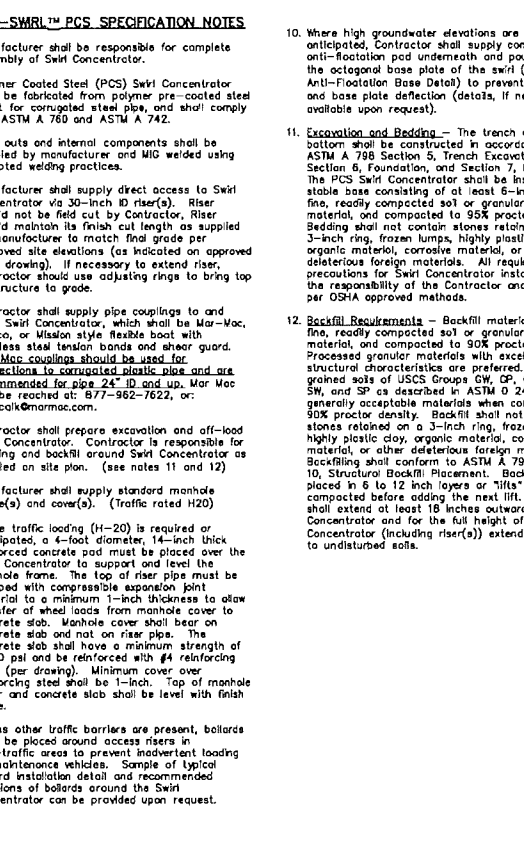 -SWIRL™ PCS SPECIFICATION NOTES
facturer shall be responsible for complete
mbly of Swirl Concentrator.
mer Coated Steel (PCS) Swirl Concentrator
be fabricated from polymer pre-coated steel
t for corrugated steel pipe, and shall comply
ASTM A 760 and ASTM A 742.
outs and internal components shall be
lied by manufacturer and MIG welded using
pted welding practices.
facturer shall supply direct access to Swirl
entrator via 30-inch ID riser(s). Riser
d not be field cut by Contractor, Riser
d maintain its finish cut length as supplied
anufacturer to match final grade per
oved site elevations (as indicated on approved
drawing). If necessary to extend riser,
ractor should use adjusting rings to bring top
tructure to grade.
ractor shall supply pipe couplings to and
Swirl Concentrator, which shall be Mar-Mac,
co, or Mission style flexible boot with
less steel tension bands and shear guard.
Mac couplings should be used for
ections to corrugated plastic pipe and are
mmended for pipe 24" ID and up. Mar Mac
be reached at: 877-962-7622, or:
calk@marmac.com.
ractor shall prepare excavation and off-load
Concentrator. Contractor is responsible for
ing and backfill around Swirl Concentrator as
ted on site plan. (see notes 11 and 12)
facturer shall supply standard manhole
e(s) and cover(s). (Traffic rated H20)
e traffic loading (H-20) is required or
ipated, a 4-foot diameter, 14-inch thick
orced concrete pad must be placed over the
Concentrator to support and level the
hole frame. The top of riser pipe must be
ped with compressible expansion joint
rial to a minimum 1-inch thickness to allow
sfer of wheel loads from manhole cover to
rete slab. Manhole cover shall bear on
rete slab and not on riser pipe. The
rete slab shall have a minimum strength of
0 psi and be reinforced with #4 reinforcing
(per drawing). Minimum cover over
orcing steel shall be 1-inch. Top of manhole
r and concrete slab shall be level with finish
e.
s other traffic barriers are present, bollards
be placed around access risers in
-traffic areas to prevent inadvertent loading
maintenance vehicles. Sample of typical
rd installation detail and recommended
ions of bollards around the Swirl
entrator can be provided upon request.
10. Where high groundwater elevations are
anticipated, Contractor shall supply con
anti-floatation pad underneath and pou
the octagonal base plate of the swirl (
Anti-Floatation Base Detail) to prevent
and base plate deflection (details, if n
available upon request).
11. Excavation and Bedding – The trench
bottom shall be constructed in accorda
ASTM A 798 Section 5, Trench Excavat
Section 6, Foundation, and Section 7,
The PCS Swirl Concentrator shall be ins
stable base consisting of at least 6-in
fine, readily compacted soil or granular
material, and compacted to 95% procte
Bedding shall not contain stones retain
3-inch ring, frozen lumps, highly plasti
organic material, corrosive material, or
deleterious foreign materials. All requi
precautions for Swirl Concentrator insta
the responsibility of the Contractor and
per OSHA approved methods.
12. Backfill Requirements – Backfill materia
fine, readily compacted soil or granular
material, and compacted to 90% procto
Processed granular materials with excel
structural characteristics are preferred.
grained soils of USCS Groups GW, GP,
SW, and SP as described in ASTM D 24
generally acceptable materials when co
90% proctor density. Backfill shall not
stones retained on a 3-inch ring, froze
highly plastic clay, organic material, co
material, or other deleterious foreign m
Backfilling shall conform to ASTM A 79
10, Structural Backfill Placement. Back
placed in 6 to 12 inch layers or "lifts"
compacted before adding the next lift.
shall extend at least 18 inches outward
Concentrator and for the full height of
Concentrator (including riser(s)) extend
to undisturbed soils.